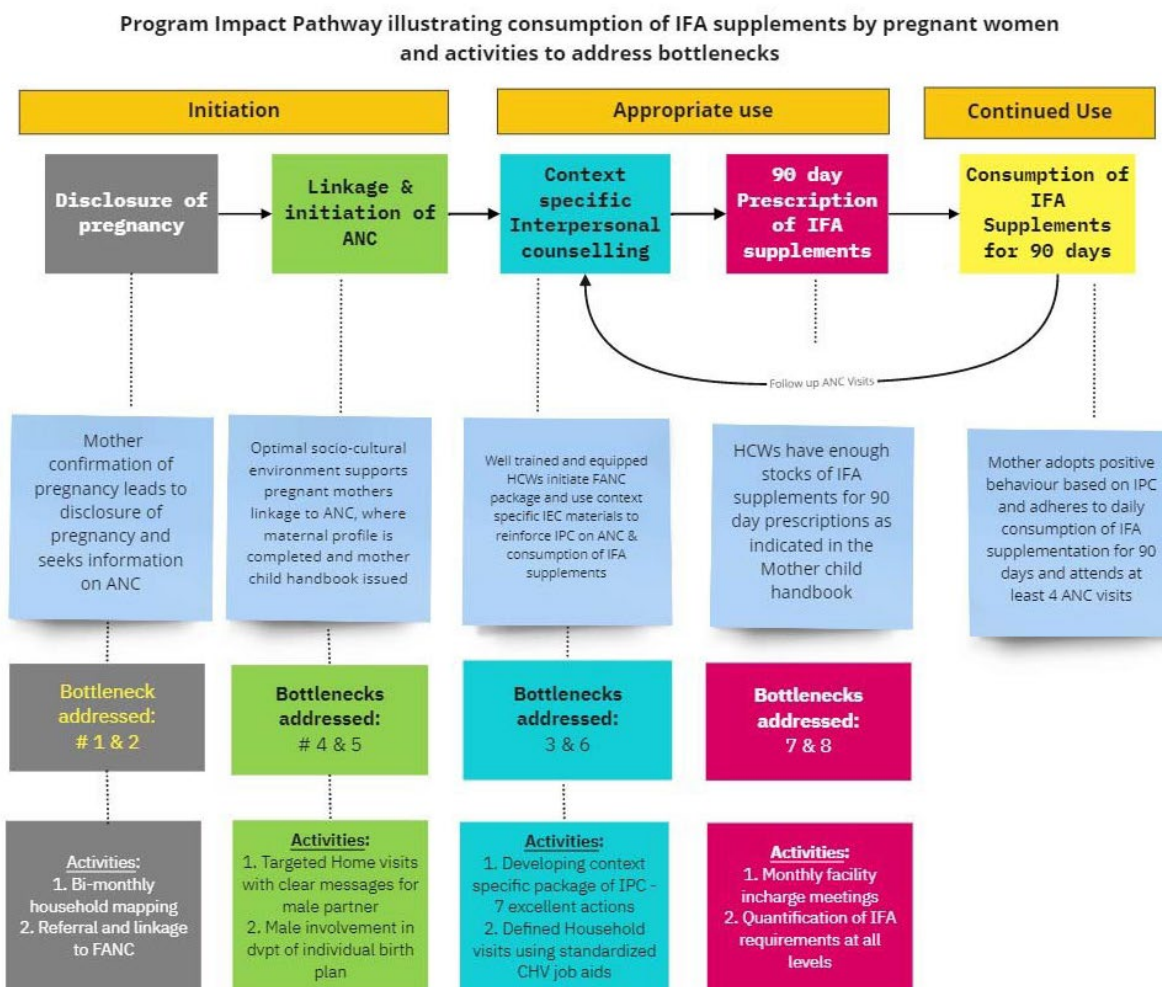 Program Impact Pathway illustrating consumption of IFA supplements by pregnant women
and activities to address bottlenecks
Initiation
Appropriate use
Continued Use
Disclosure of
pregnancy
Linkage &
initiation of
ANC
Context
specific
Interpersonal
counselling
90 day
Prescription
of IFA
supplements
Consumption of
IFA
Supplements
for 90 days
Follow up ANC Visits
Mother
confirmation of
pregnancy leads to
disclosure of
pregnancy and
seeks information
on ANC
Optimal socio-cultural
environment supports
pregnant mothers
linkage to ANC, where
maternal profile is
completed and mother
child handbook issued
Well trained and equipped
HCWs initiate FANC
package and use context
specific IEC materials to
reinforce IPC on ANC &
consumption of IFA
supplements
HCWs have enough
stocks of IFA
supplements for 90
day prescriptions as
indicated in the
Mother child
handbook
Mother adopts positive
behaviour based on IPC
and adheres to daily
consumption of IFA
supplementation for 90
days and attends at
least 4 ANC visits
Bottleneck
addressed:
# 1 & 2
Bottlenecks
addressed:
# 4 & 5
Bottlenecks
addressed:
3 & 6
Bottlenecks
addressed:
7 & 8
Activities:
1. Bi-monthly
household mapping
2. Referral and linkage
to FANC
Activities:
1. Targeted Home visits
with clear messages for
male partner
2. Male involvement in
dvpt of individual birth
plan
Activities:
1. Developing context
specific package of IPC -
7 excellent actions
2. Defined Household
visits using standardized
CHV job aids
Activities:
1. Monthly facility
incharge meetings
2. Quantification of IFA
requirements at all
levels